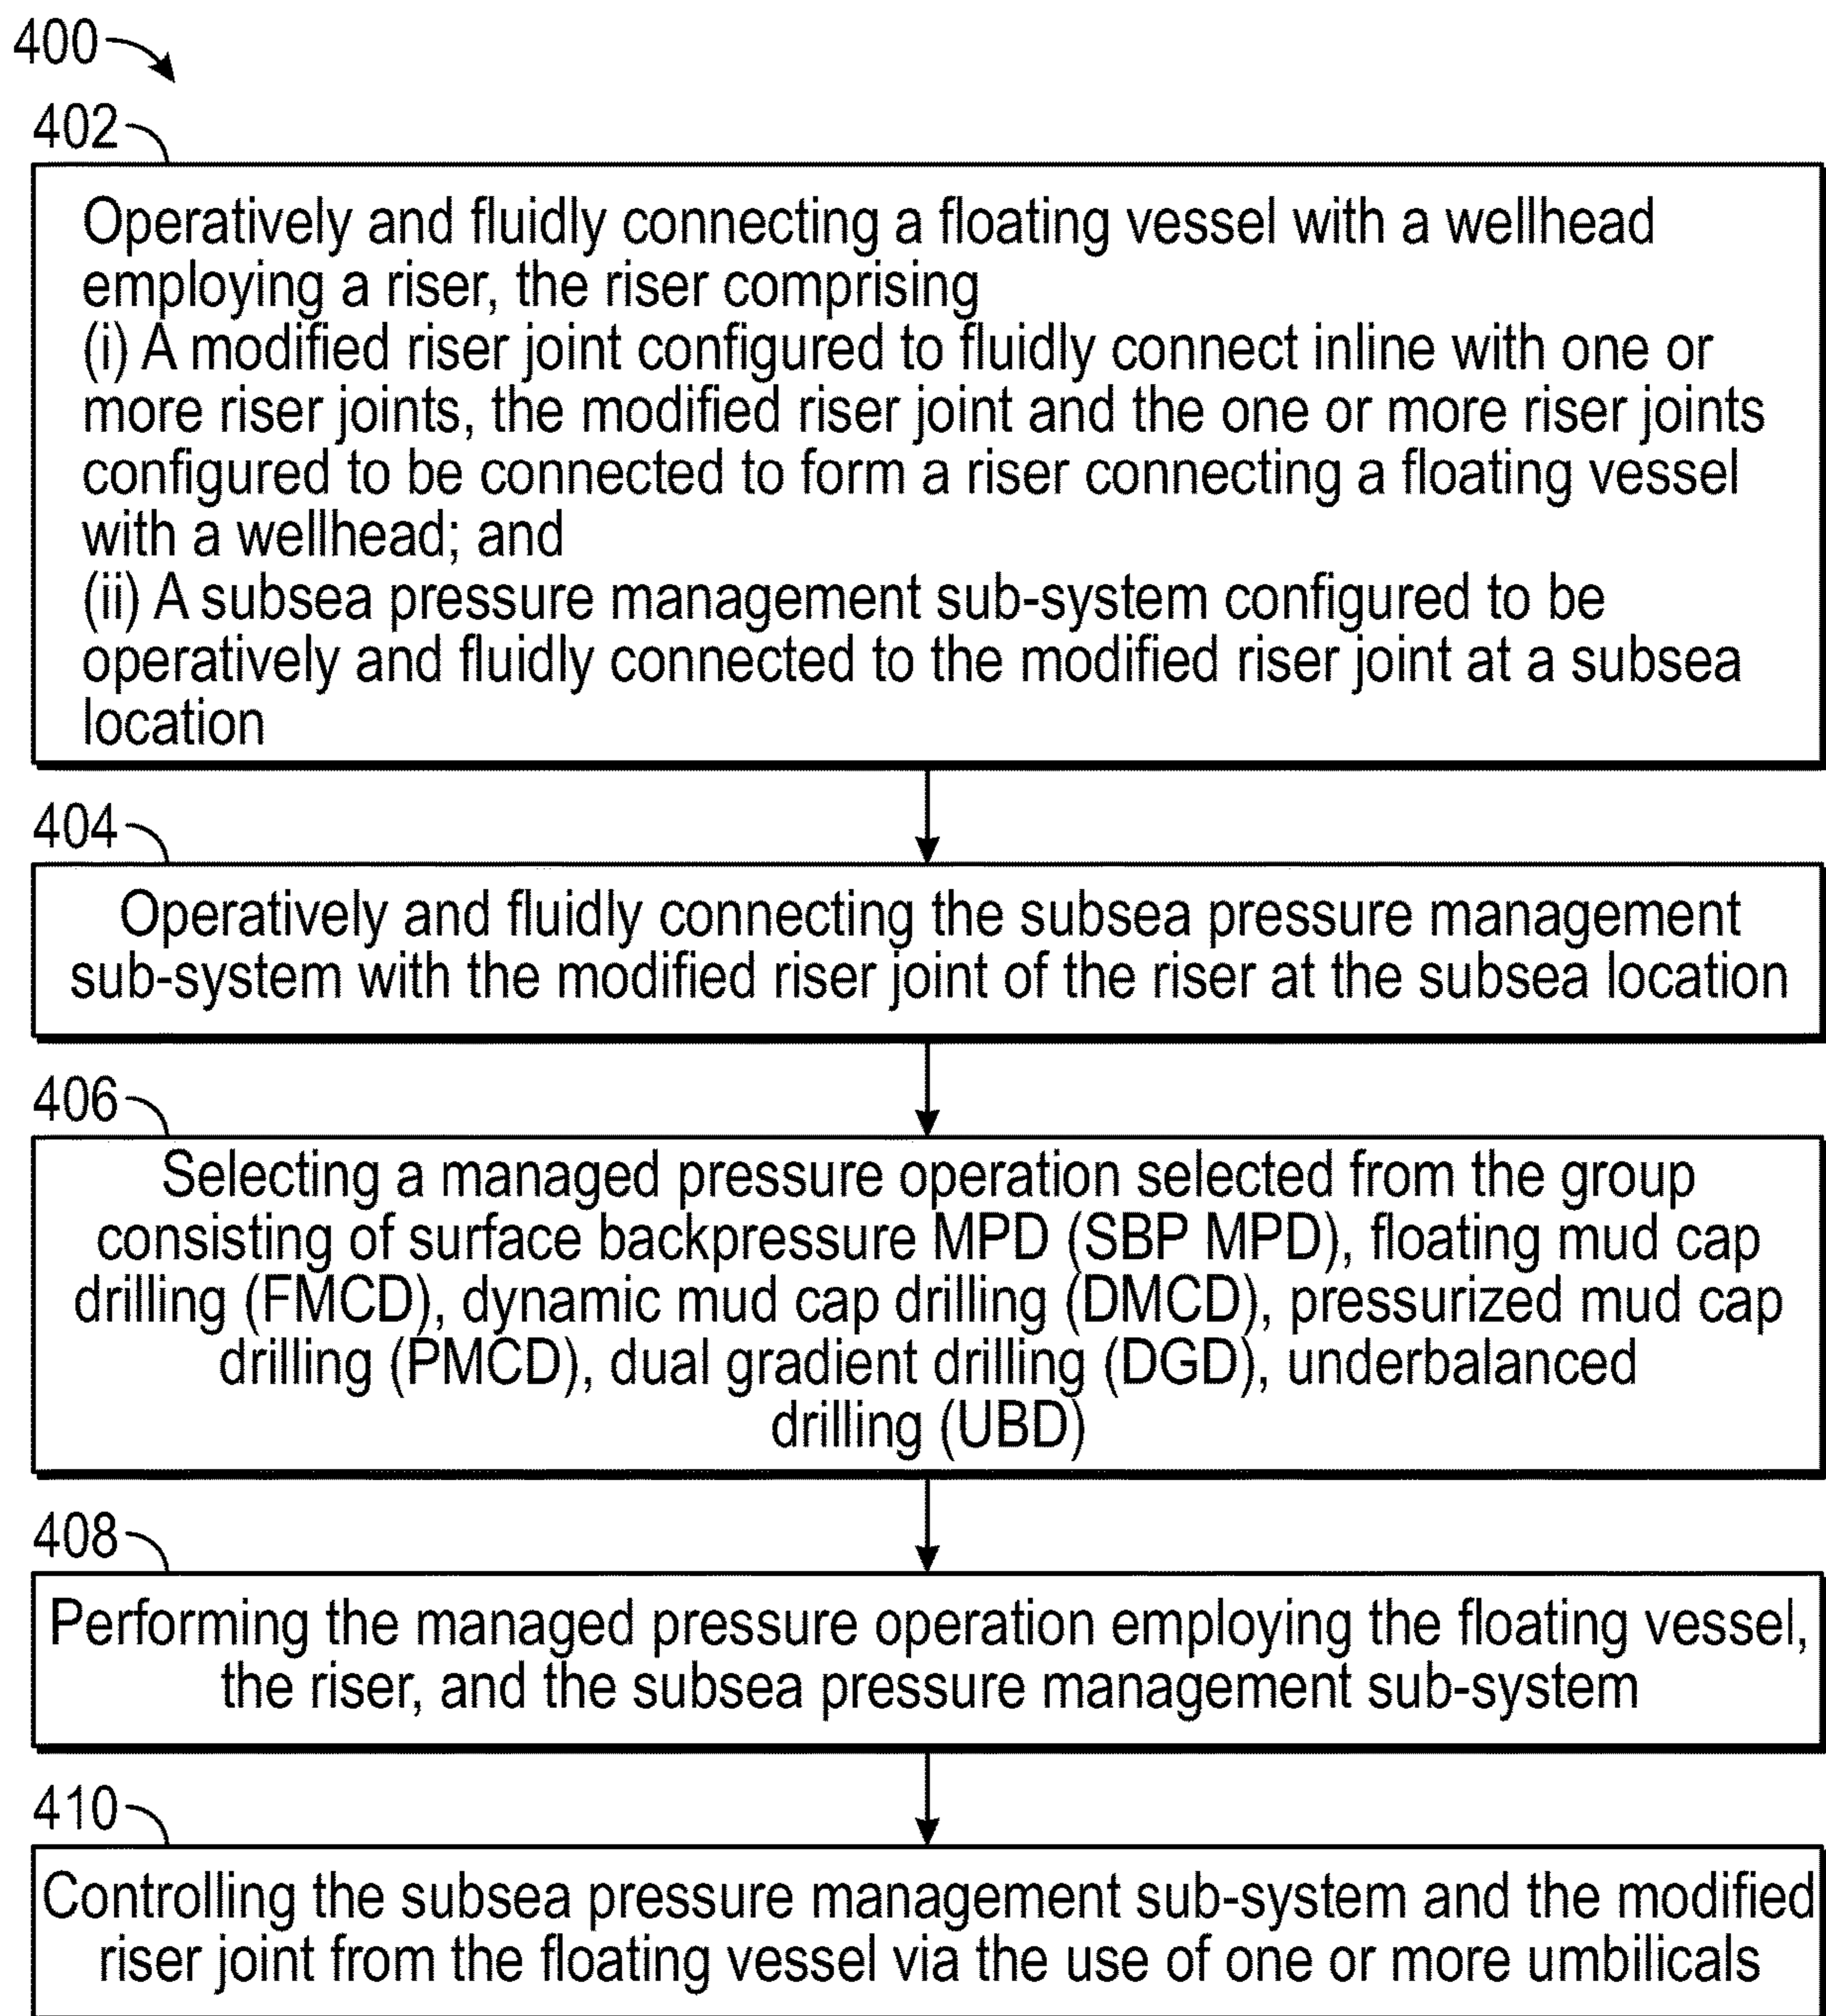 400
402
Operatively and fluidly connecting a floating vessel with a wellhead
employing a riser, the riser comprising
(i) A modified riser joint configured to fluidly connect inline with one or
more riser joints, the modified riser joint and the one or more riser joints
configured to be connected to form a riser connecting a floating vessel
with a wellhead; and
(ii) A subsea pressure management sub-system configured to be
operatively and fluidly connected to the modified riser joint at a subsea
location
404
Operatively and fluidly connecting the subsea pressure management
sub-system with the modified riser joint of the riser at the subsea location
406
Selecting a managed pressure operation selected from the group
consisting of surface backpressure MPD (SBP MPD), floating mud cap
drilling (FMCD), dynamic mud cap drilling (DMCD), pressurized mud cap
drilling (PMCD), dual gradient drilling (DGD), underbalanced
drilling (UBD)
408
Performing the managed pressure operation employing the floating vessel,
the riser, and the subsea pressure management sub-system
410
Controlling the subsea pressure management sub-system and the modified
riser joint from the floating vessel via the use of one or more umbilicals